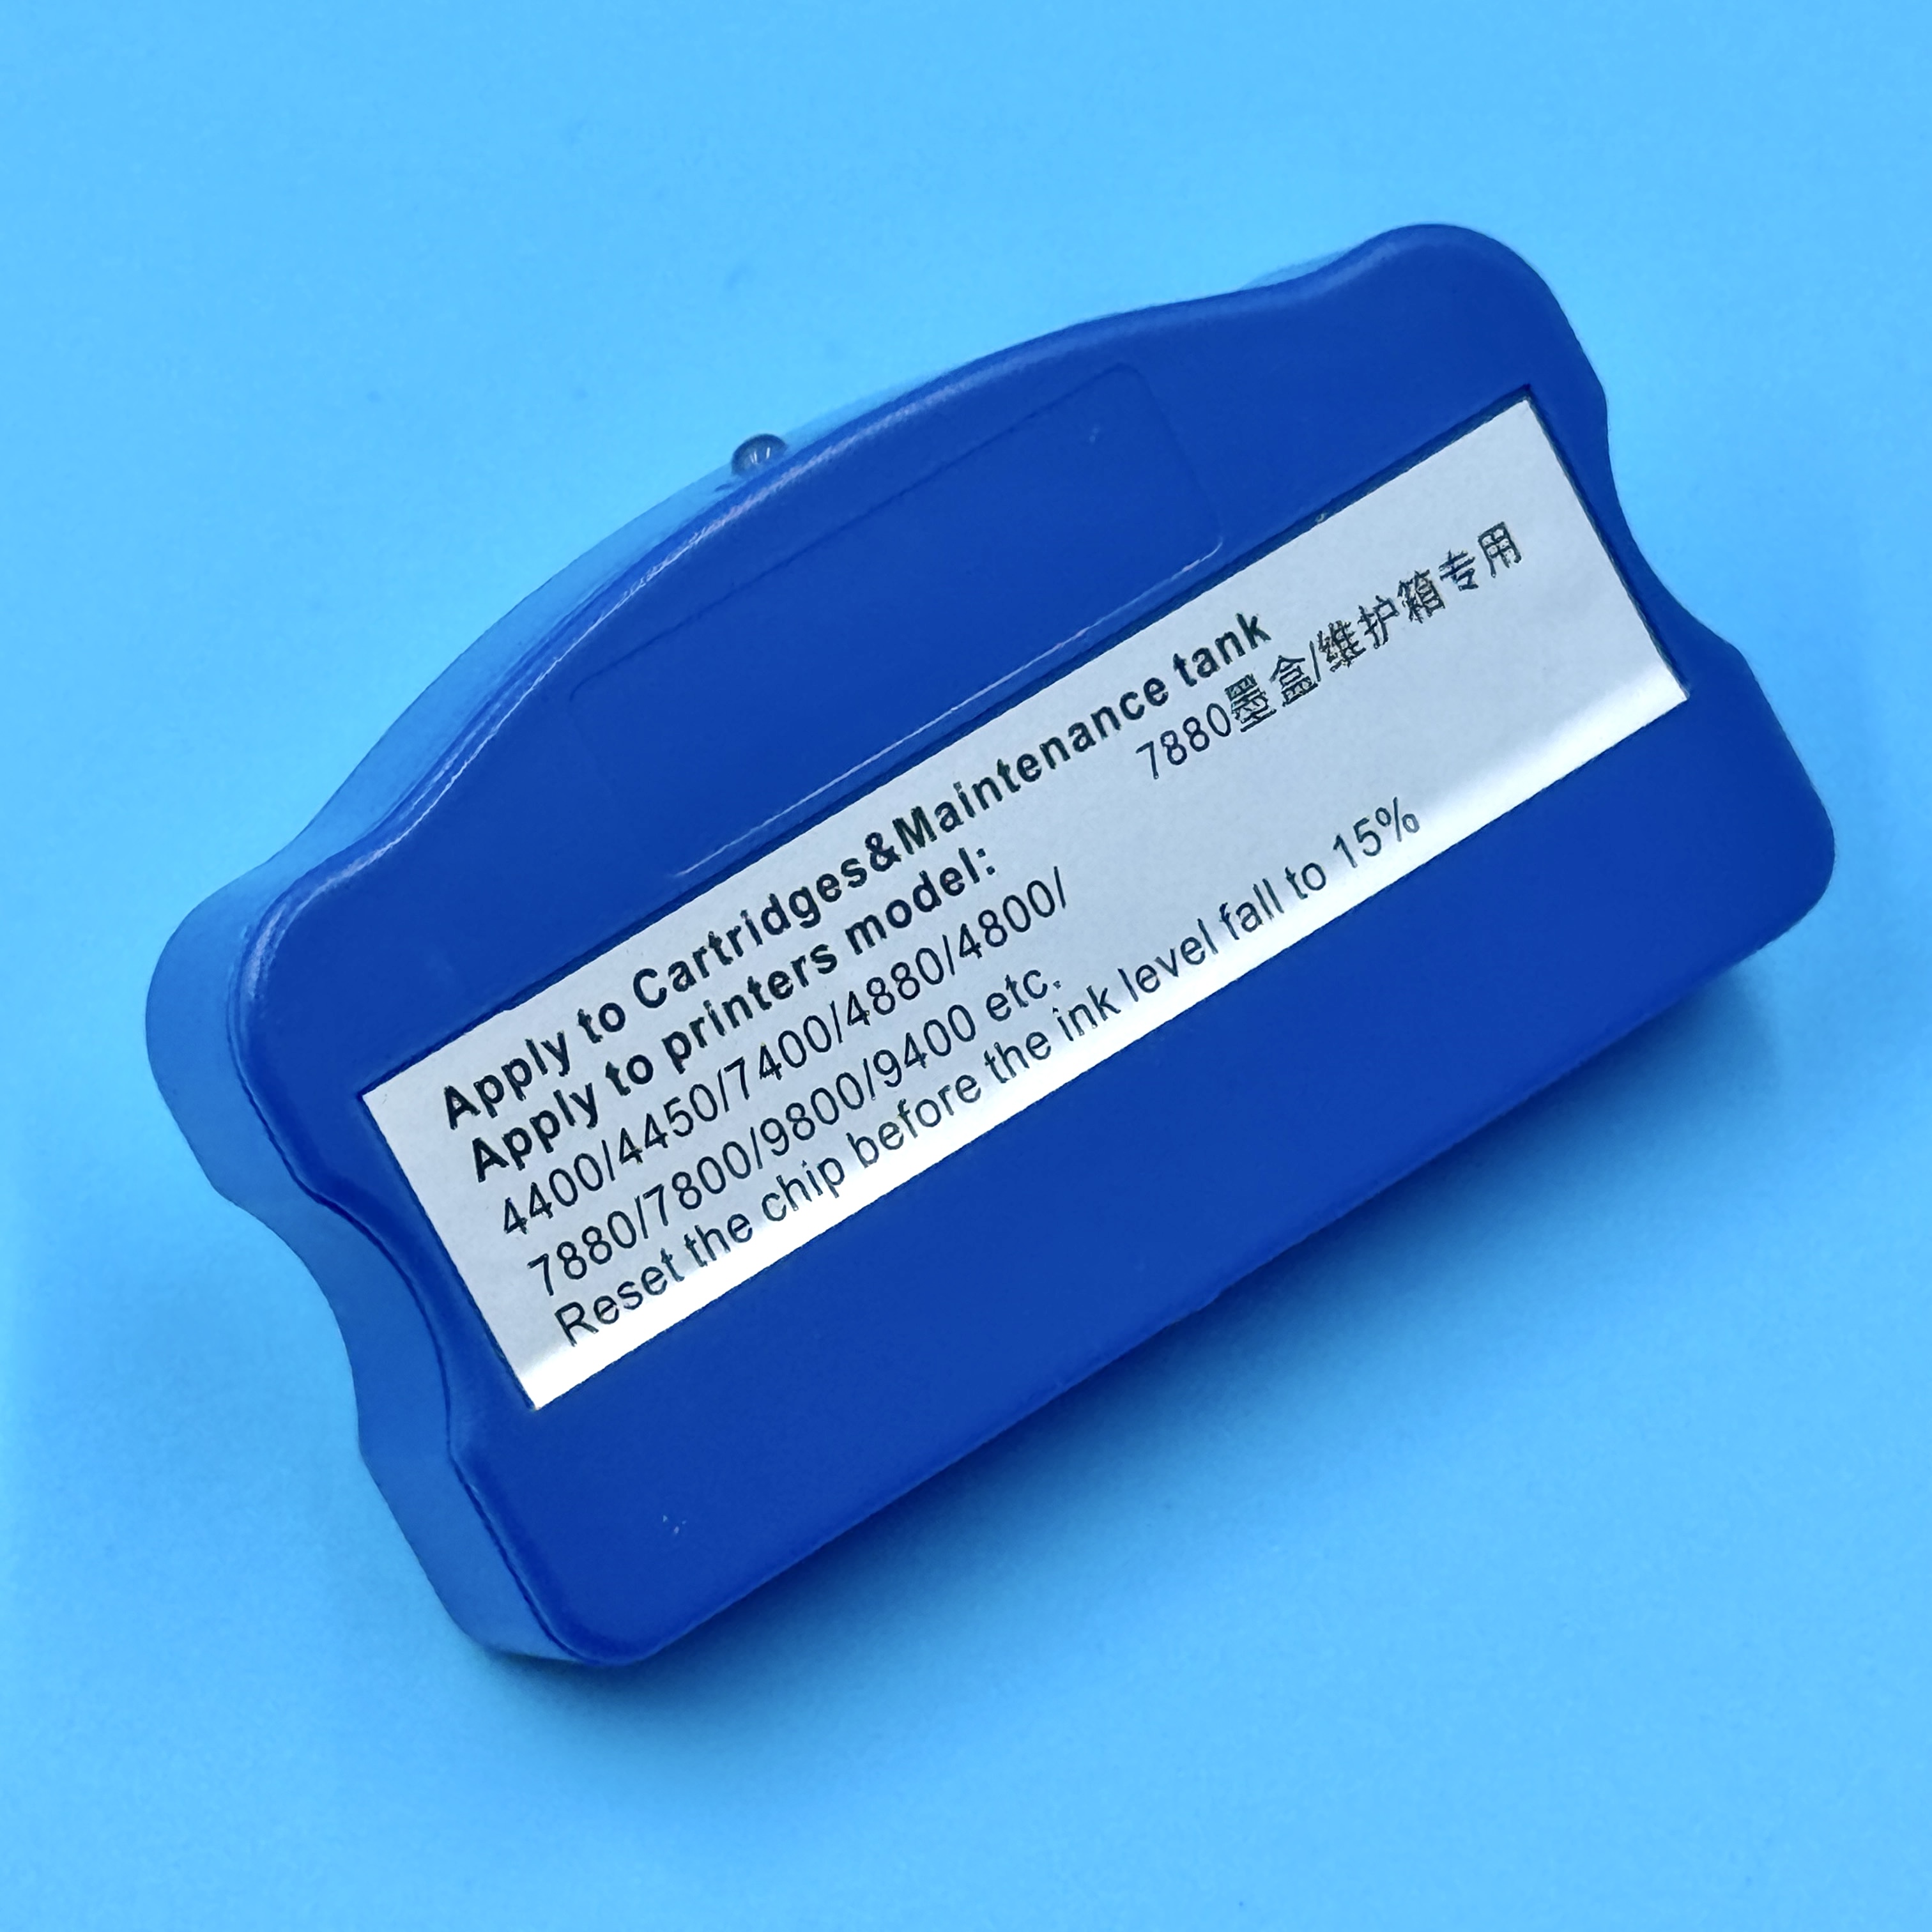 Apply to Cartridges&Maintenance tank
Apply to printers model:
7880墨盒/维护箱专用
4400/4450/7400/4880/4800/
7880/7800/9800/9400 etc.
Reset the chip before the ink level fall to 15%